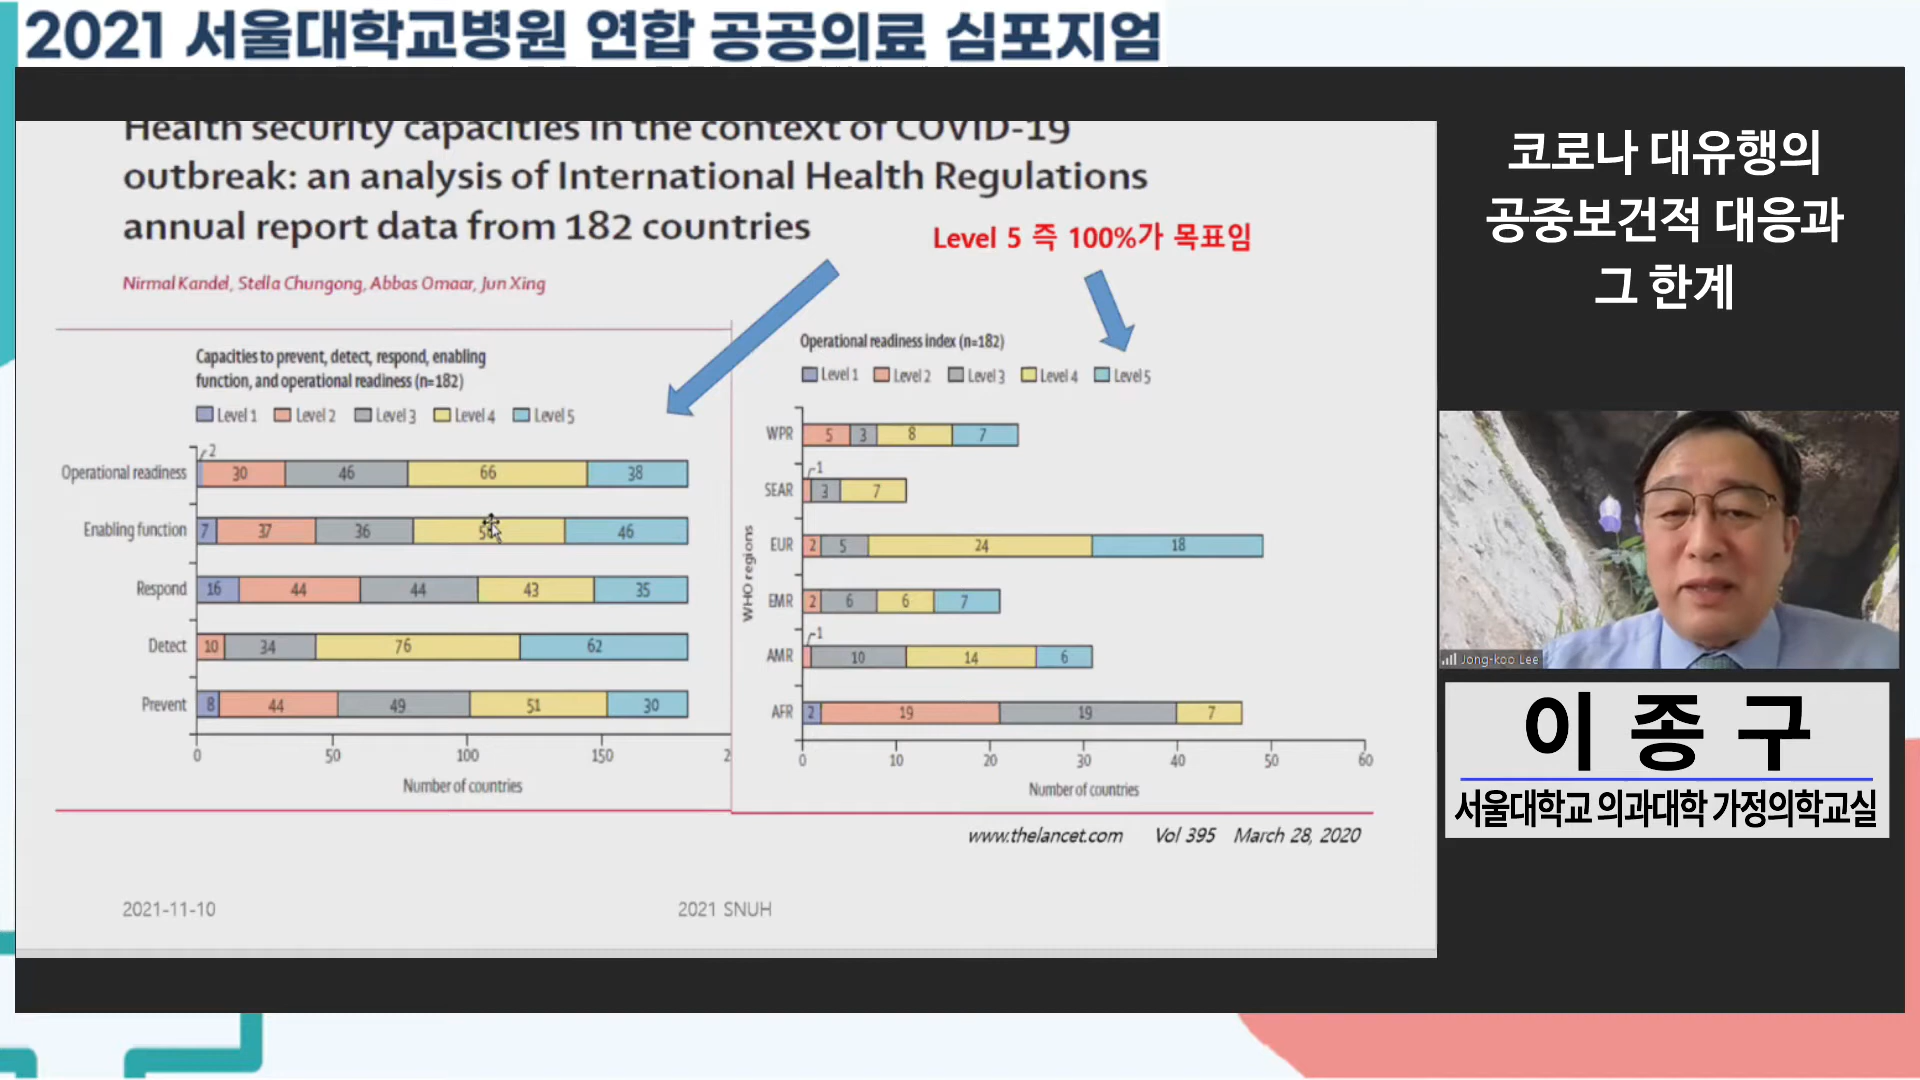 2021 서울대학교병원 연합 공공의료 심포지엄
Health security capacities in the context of COVID-19
outbreak: an analysis of International Health Regulations
annual report data from 182 countries
Level 5 즉 100%가 목표임
Nirmal Kandel, Stella Chungong, Abbas Omaar, Jun Xing
Capacities to prevent, detect, respond, enabling
function, and operational readiness (n=182)
Level 1 Level 2 Level 3 Level 4 Level 5
2
Operational readiness 30 46 66 38
Enabling function 7 37 36 46
Respond 16 44 44 43 35
Detect 10 34 76 62
Prevent 8 44 49 51 30
0 50 100 150 2
Number of countries
Operational readiness index (n=182)
Level 1 Level 2 Level 3 Level 4 Level 5
WHO regions
WPR 5 3 8 7
1
SEAR 3 7
EUR 2 5 24 18
EMR 2 6 6 7
1
AMR 10 14 6
AFR 2 19 19 7
0 10 20 30 40 50 60
Number of countries
www.thelancet.com Vol 395 March 28, 2020
2021-11-10 2021 SNUH
코로나 대유행의
공중보건적 대응과
그 한계
Jong-koo Lee
이 종 구
서울대학교 의과대학 가정의학교실